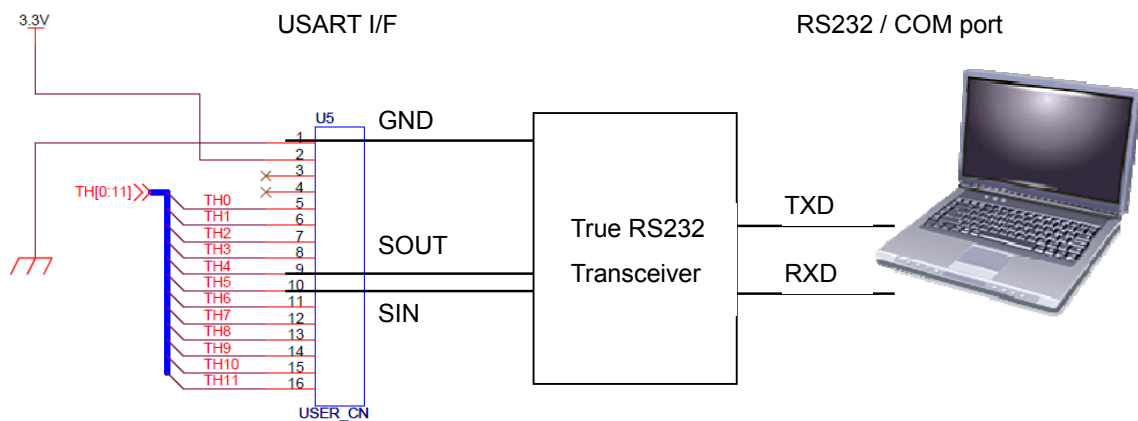 3.3V
USART I/F
RS232 / COM port
U5
GND
1
2
3
4
TH[0:11]
TH0
5
TH1
6
TH2
7
TH3
8
TH4
9
TH5
10
TH6
11
TH7
12
TH8
13
TH9
14
TH10
15
TH11
16
SOUT
SIN
USER_CN
True RS232
Transceiver
TXD
RXD